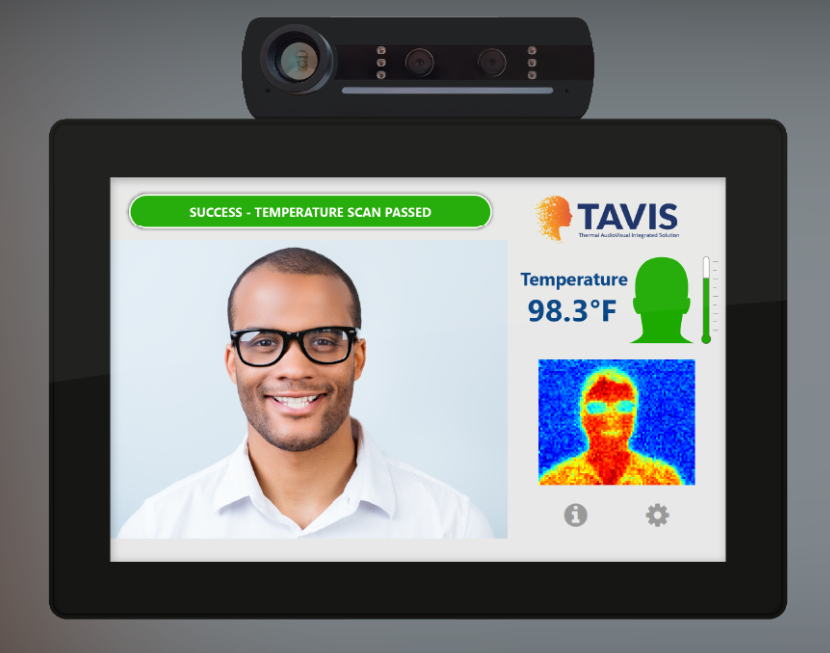 SUCCESS - TEMPERATURE SCAN PASSED
TAVIS
Thermal AudioVisual Integrated Solution
Temperature
98.3°F